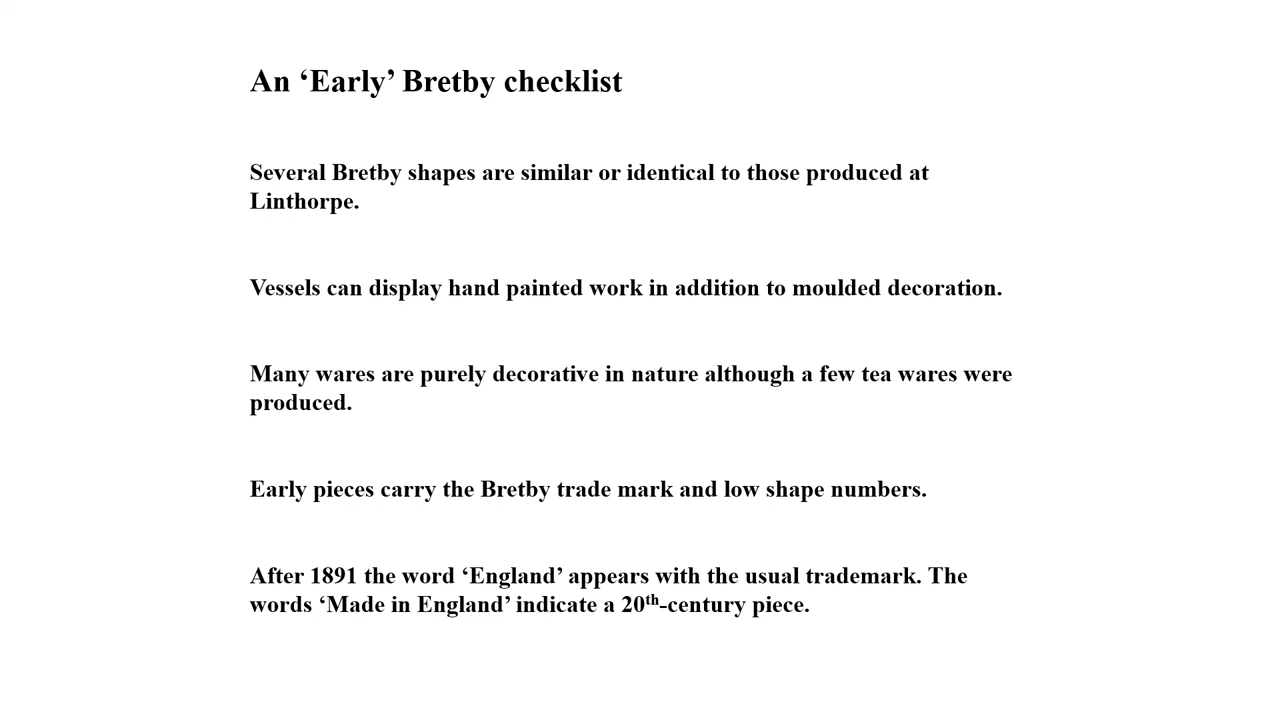 An ‘Early’ Bretby checklist
Several Bretby shapes are similar or identical to those produced at
Linthorpe.
Vessels can display hand painted work in addition to moulded decoration.
Many wares are purely decorative in nature although a few tea wares were
produced.
Early pieces carry the Bretby trade mark and low shape numbers.
After 1891 the word ‘England’ appears with the usual trademark. The
words ‘Made in England’ indicate a 20th-century piece.